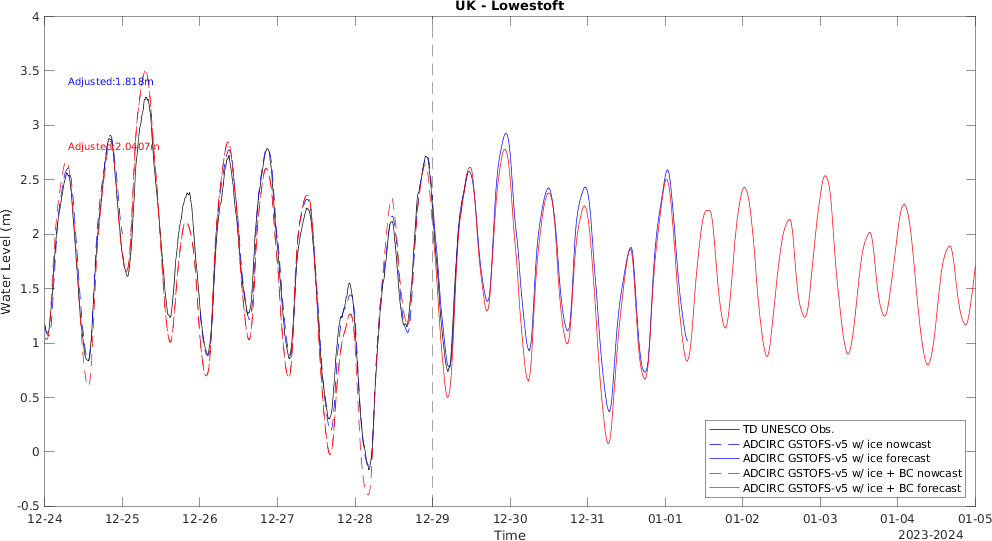 UK - Lowestoft
Water Level (m)
4
3.5
3
2.5
2
1.5
1
0.5
0
-0.5
Adjusted:1.818m
Adjusted:2.0407m
TD UNESCO Obs.
ADCIRC GSTOFS-v5 w/ ice nowcast
ADCIRC GSTOFS-v5 w/ ice forecast
ADCIRC GSTOFS-v5 w/ ice + BC nowcast
ADCIRC GSTOFS-v5 w/ ice + BC forecast
12-24 12-25 12-26 12-27 12-28 12-29 12-30 12-31 01-01 01-02 01-03 01-04 01-05
Time
2023-2024